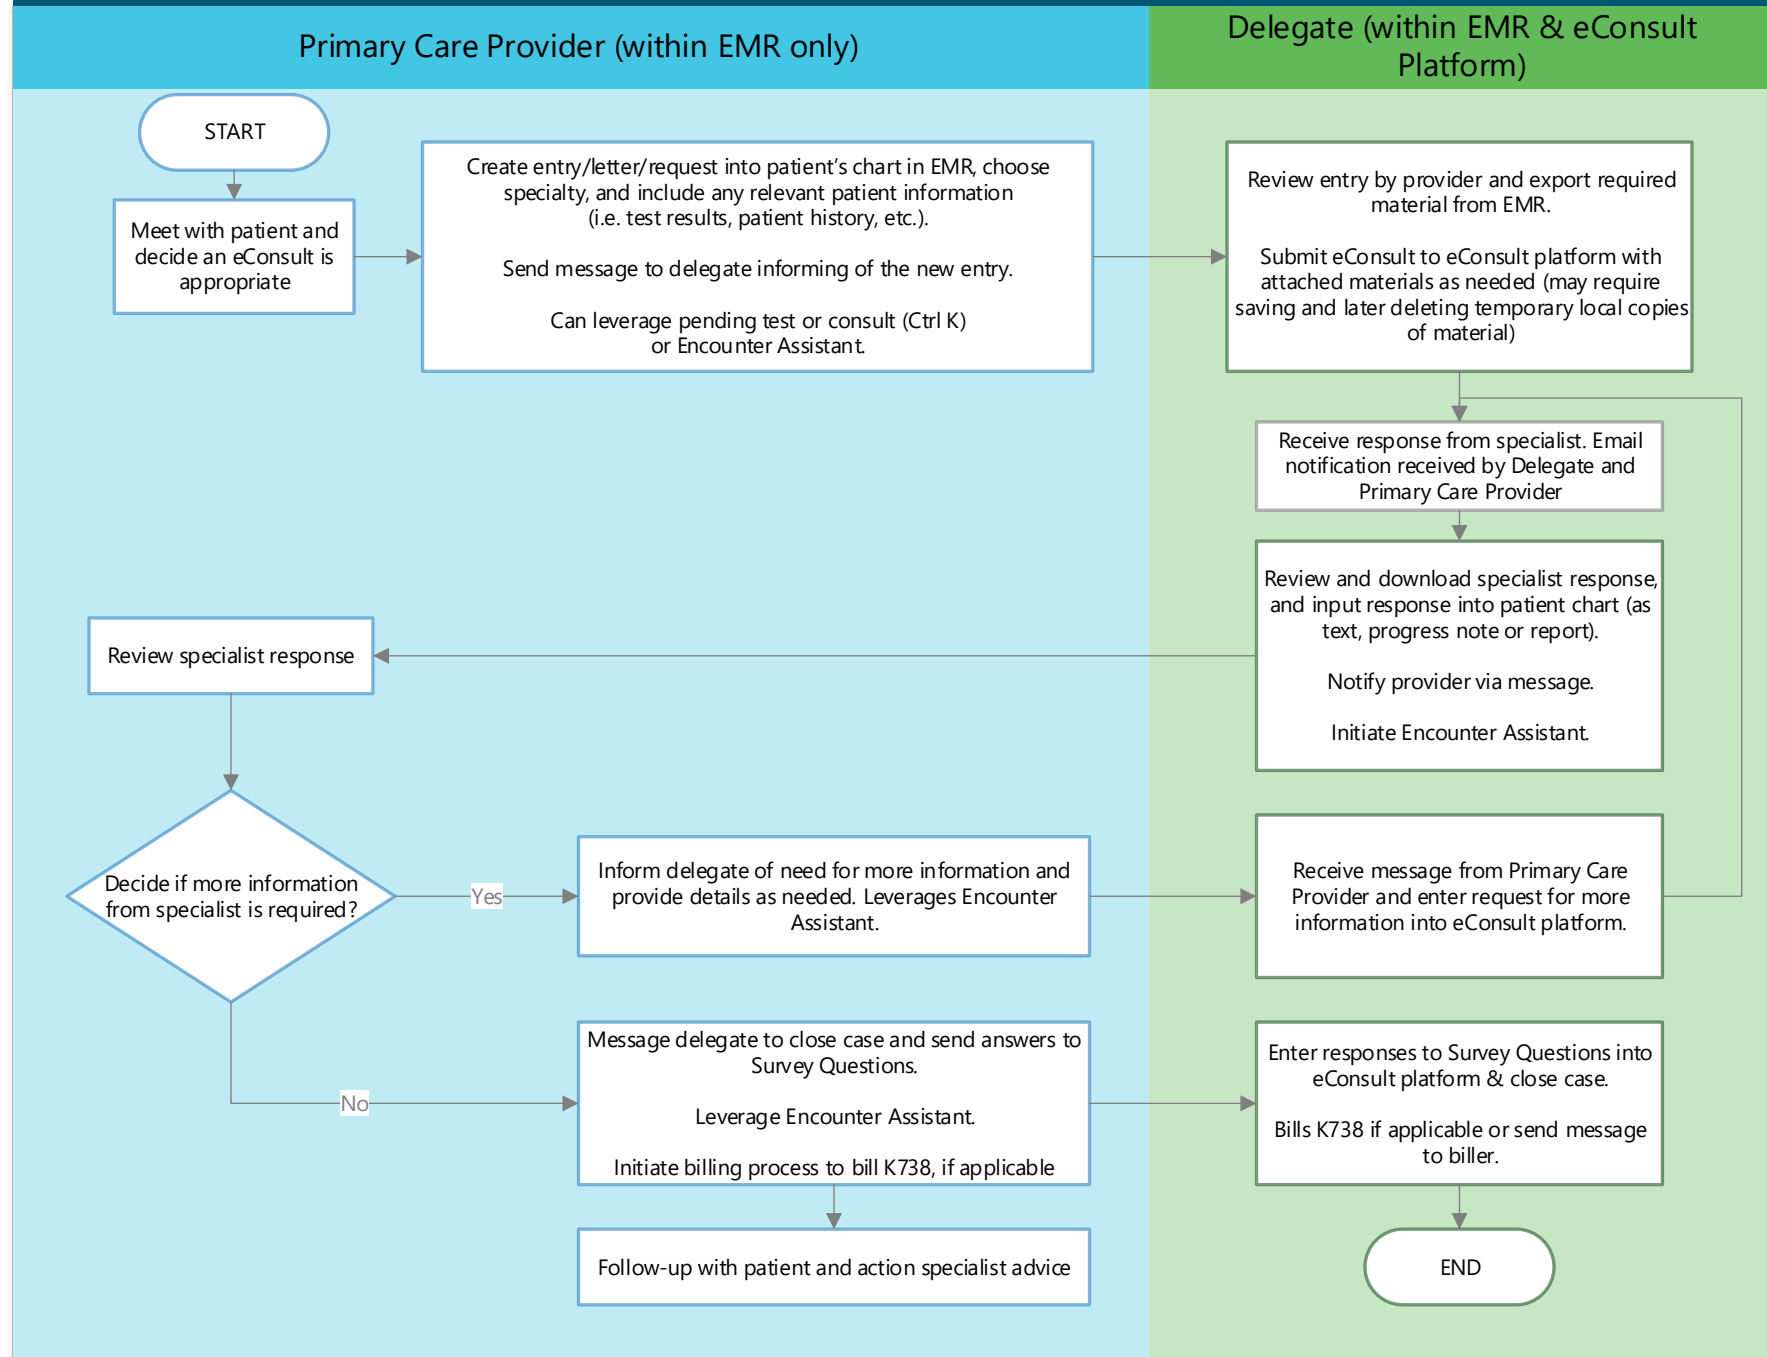 Primary Care Provider (within EMR only)
Delegate (within EMR & eConsult
Platform)
START
Meet with patient and
decide an eConsult is
appropriate
Create entry/letter/request into patient's chart in EMR, choose
specialty, and include any relevant patient information
(i.e. test results, patient history, etc.).
Send message to delegate informing of the new entry.
Can leverage pending test or consult (Ctrl K)
or Encounter Assistant.
Review entry by provider and export required
material from EMR.
Submit eConsult to eConsult platform with
attached materials as needed (may require
saving and later deleting temporary local copies
of material)
Receive response from specialist. Email
notification received by Delegate and
Primary Care Provider
Review and download specialist response,
and input response into patient chart (as
text, progress note or report).
Notify provider via message.
Initiate Encounter Assistant.
Review specialist response
Decide if more information
from specialist is required?
Yes
Inform delegate of need for more information and
provide details as needed. Leverages Encounter
Assistant.
Receive message from Primary Care
Provider and enter request for more
information into eConsult platform.
No
Message delegate to close case and send answers to
Survey Questions.
Leverage Encounter Assistant.
Initiate billing process to bill K738, if applicable
Enter responses to Survey Questions into
eConsult platform & close case.
Bills K738 if applicable or send message
to biller.
Follow-up with patient and action specialist advice
END